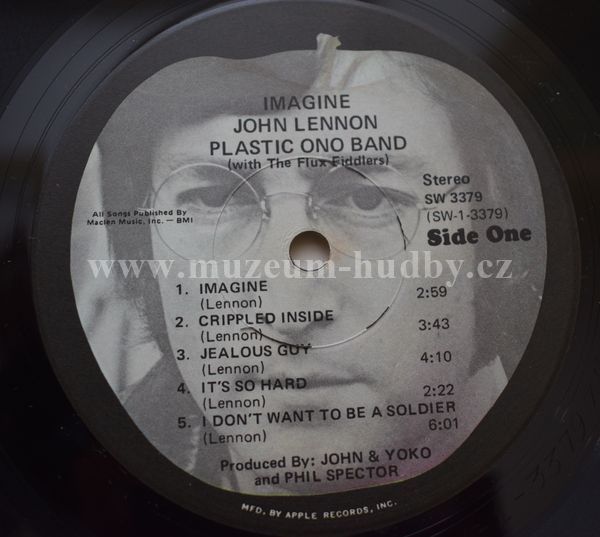 IMAGINE
JOHN LENNON
PLASTIC ONO BAND
(with The Flux Fiddlers)
Stereo
SW 3379
(SW-1-3379)
Side One
All Songs Published By
Maclen Music, Inc. — BMI
www.muzeum-hudby.cz
1. IMAGINE 2:59
(Lennon)
2. CRIPPLED INSIDE 3:43
(Lennon)
3. JEALOUS GUY 4:10
(Lennon)
4. IT'S SO HARD 2:22
(Lennon)
5. I DON'T WANT TO BE A SOLDIER 6:01
(Lennon)
Produced By: JOHN & YOKO
and PHIL SPECTOR
MFD. BY APPLE RECORDS, INC.